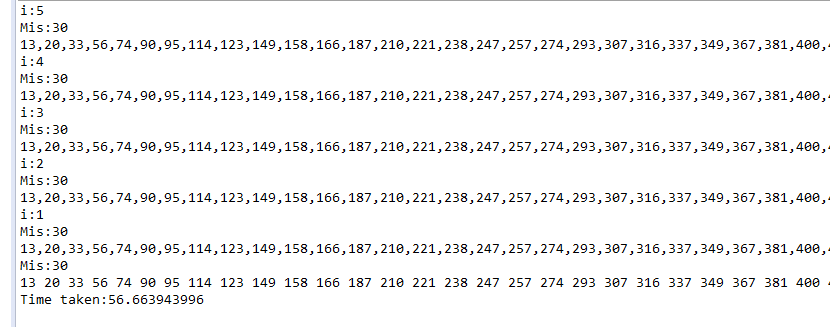 i:5
Mis:30
13,20,33,56,74,90,95,114,123,149,158,166,187,210,221,238,247,257,274,293,307,316,337,349,367,381,400,
i:4
Mis:30
13,20,33,56,74,90,95,114,123,149,158,166,187,210,221,238,247,257,274,293,307,316,337,349,367,381,400,
i:3
Mis:30
13,20,33,56,74,90,95,114,123,149,158,166,187,210,221,238,247,257,274,293,307,316,337,349,367,381,400,
i:2
Mis:30
13,20,33,56,74,90,95,114,123,149,158,166,187,210,221,238,247,257,274,293,307,316,337,349,367,381,400,
i:1
Mis:30
13,20,33,56,74,90,95,114,123,149,158,166,187,210,221,238,247,257,274,293,307,316,337,349,367,381,400,
Mis:30
13 20 33 56 74 90 95 114 123 149 158 166 187 210 221 238 247 257 274 293 307 316 337 349 367 381 400
Time taken:56.663943996